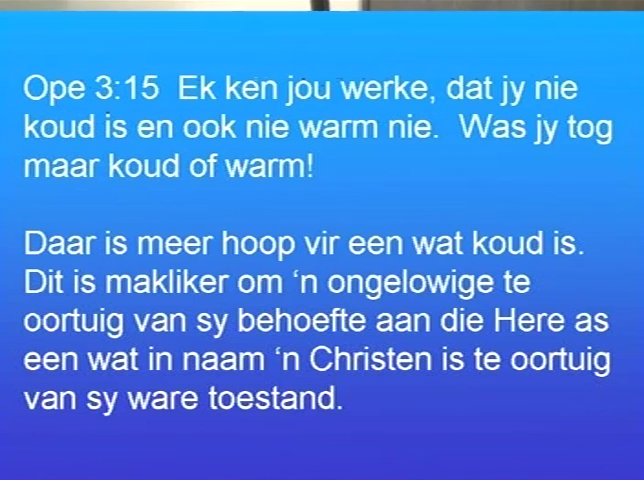 Ope 3:15  Ek ken jou werke, dat jy nie
koud is en ook nie warm nie.  Was jy tog
maar koud of warm!
Daar is meer hoop vir een wat koud is.
Dit is makliker om ‘n ongelowige te
oortuig van sy behoefte aan die Here as
een wat in naam ‘n Christen is te oortuig
van sy ware toestand.